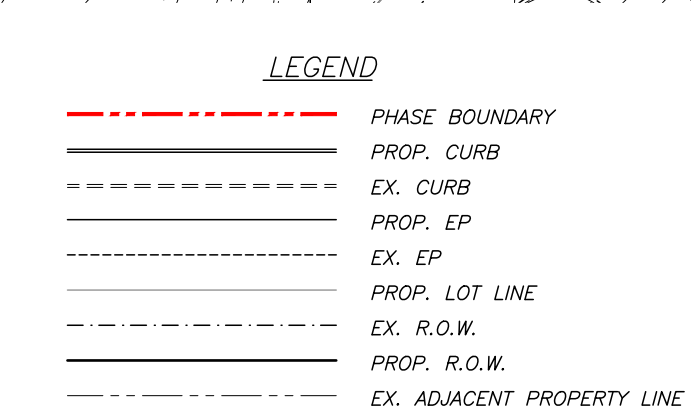 LEGEND
PHASE BOUNDARY
PROP. CURB
EX. CURB
PROP. EP
EX. EP
PROP. LOT LINE
EX. R.O.W.
PROP. R.O.W.
EX. ADJACENT PROPERTY LINE